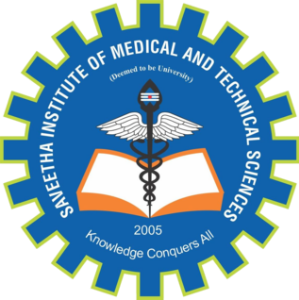 SAVEETHA INSTITUTE OF MEDICAL AND TECHNICAL SCIENCES
(Deemed to be University)
2005
Knowledge Conquers All